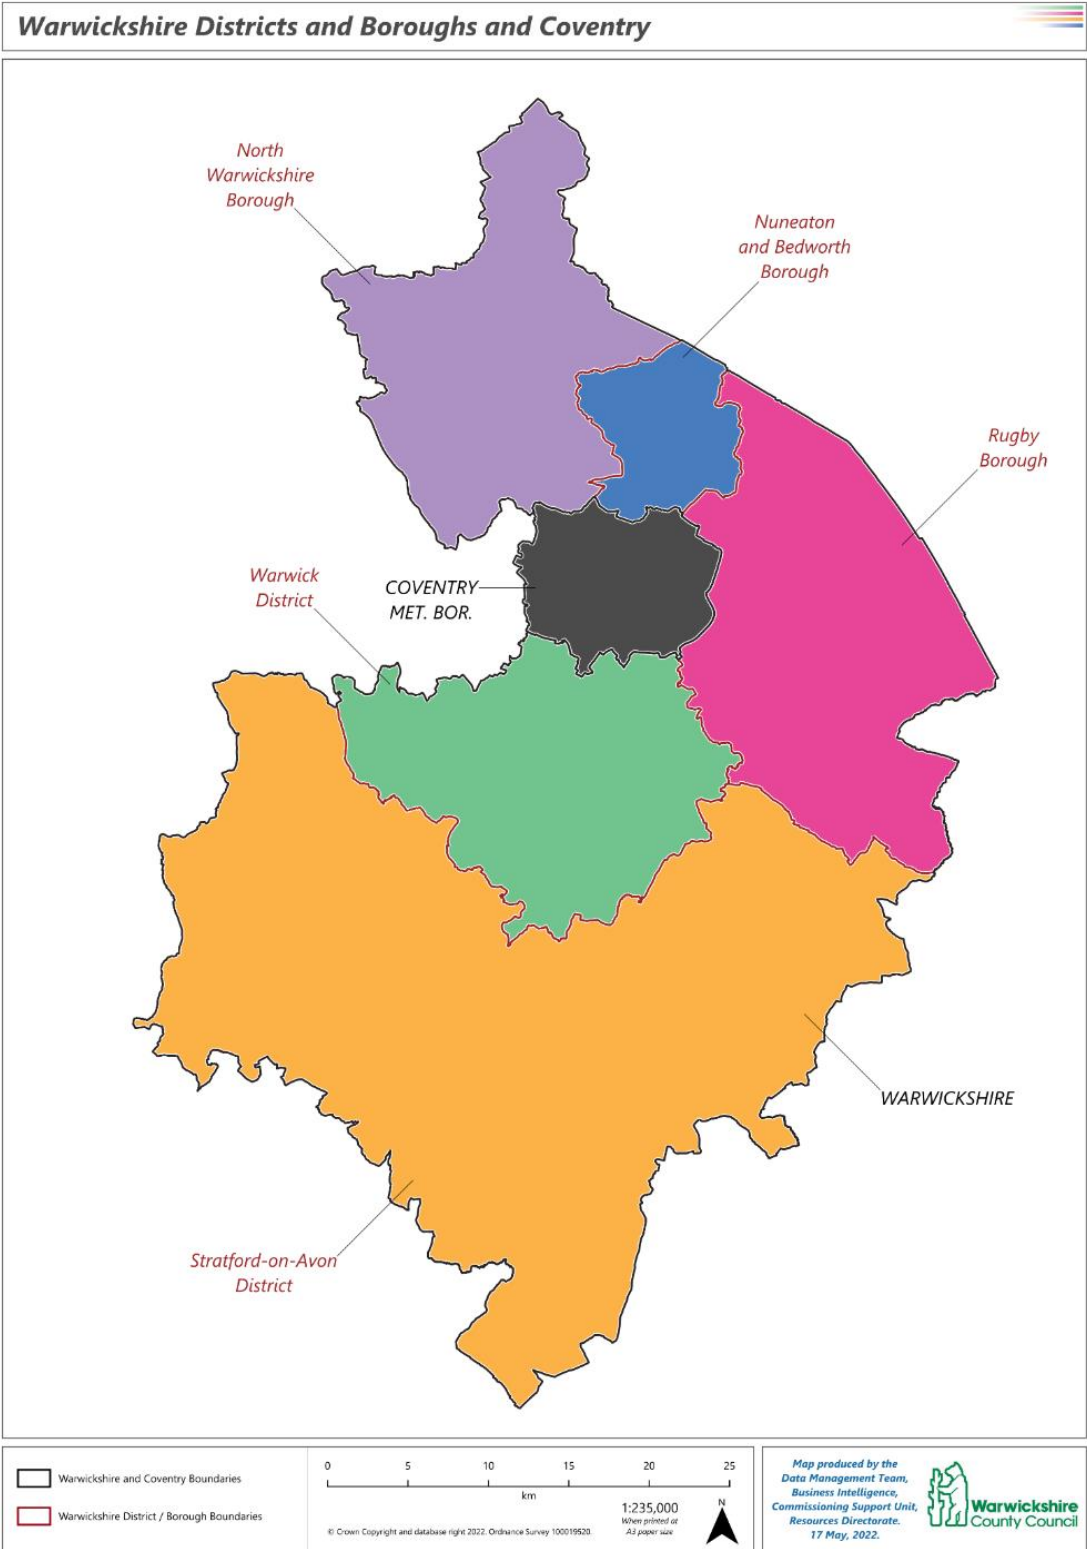 Warwickshire Districts and Boroughs and Coventry
North
Warwickshire
Borough
Nuneaton
and Bedworth
Borough
Rugby
Borough
Warwick
District
COVENTRY
MET. BOR.
WARWICKSHIRE
Stratford-on-Avon
District
Warwickshire and Coventry Boundaries
Warwickshire District / Borough Boundaries
0 5 10 15 20 25
km
1:235,000
When printed at
A3 paper size
N
© Crown Copyright and database right 2022. Ordnance Survey 100019520.
Map produced by the
Data Management Team,
Business Intelligence,
Commissioning Support Unit,
Resources Directorate.
17 May, 2022.
Warwickshire
County Council